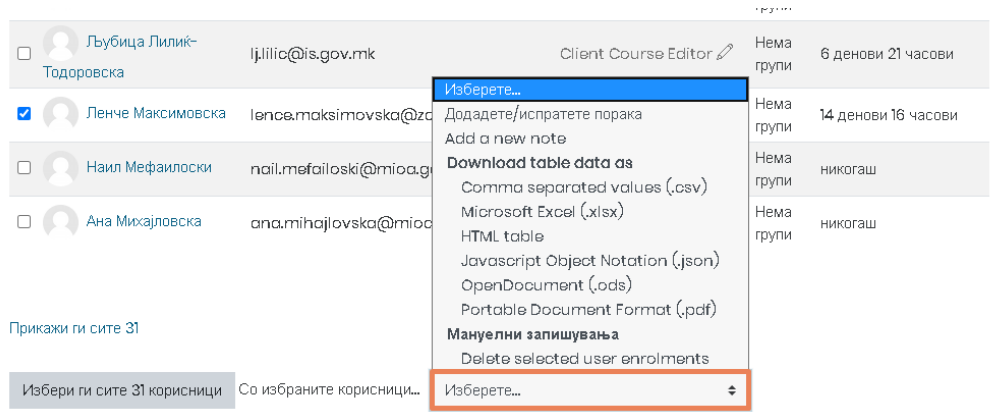 Љубица Лилиќ-
Тодоровска
lj.lilic@is.gov.mk
Client Course Editor
Нема
групи
6 денови 21 часови
Ленче Максимовска
lence.maksimovska@zo
Нема
групи
14 денови 16 часови
Наил Мефаилоски
nail.mefailoski@mioa.g
Нема
групи
никогаш
Ана Михајловска
ana.mihajlovska@mioa
Нема
групи
никогаш
Изберете...
Додадете/испратете порака
Add a new note
Download table data as
Comma separated values (.csv)
Microsoft Excel (.xlsx)
HTML table
Javascript Object Notation (.json)
OpenDocument (.ods)
Portable Document Format (.pdf)
Мануелни запишувања
Delete selected user enrolments
Прикажи ги сите 31
Избери ги сите 31 корисници
Со избраните корисници...
Изберете...